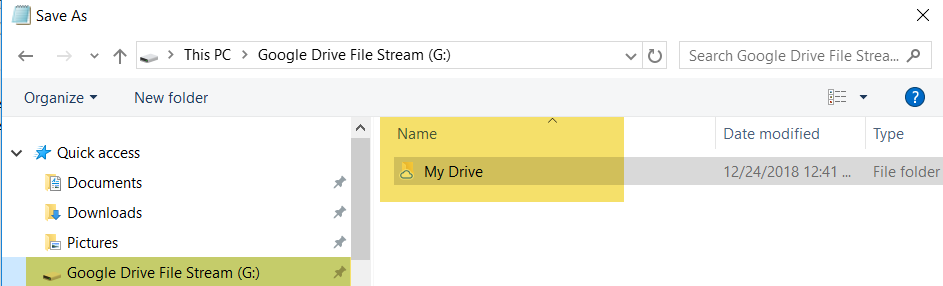 Save As
This PC > Google Drive File Stream (G:)
Search Google Drive File Strea...
Organize
New folder
?
Name
Date modified
Type
Quick access
My Drive
12/24/2018 12:41 ...
File folder
Documents
Downloads
Pictures
Google Drive File Stream (G:)